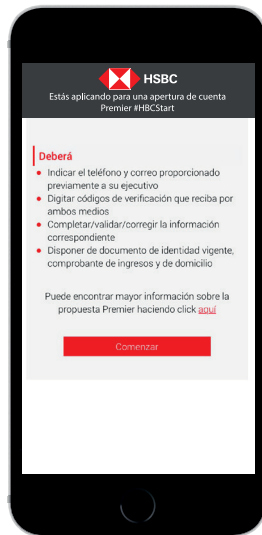 HSBC
Estás aplicando para una apertura de cuenta
Premier #HBCStart
Deberá
• Indicar el teléfono y correo proporcionado
previamente a su ejecutivo
• Digitar códigos de verificación que reciba por
ambos medios
• Completar/validar/corregir la información
correspondiente
• Disponer de documento de identidad vigente,
comprobante de ingresos y de domicilio
Puede encontrar mayor información sobre la
propuesta Premier haciendo click aquí
Comenzar